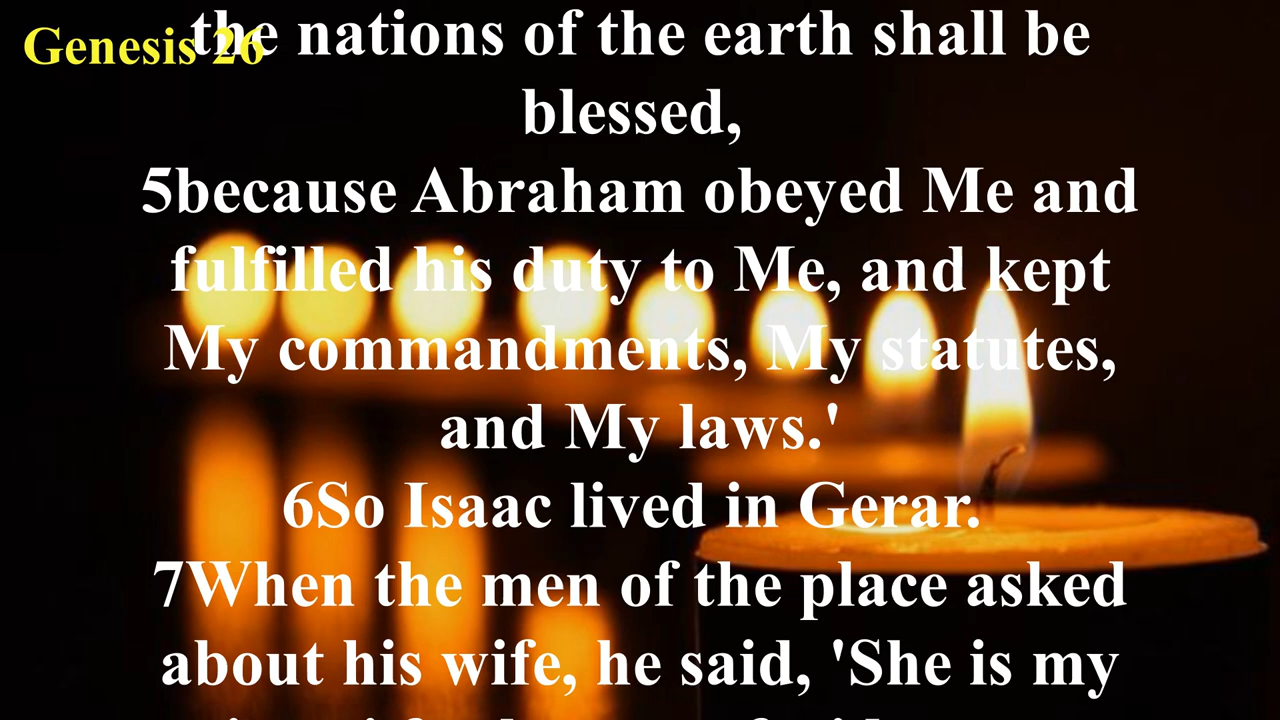 Genesis 26
the nations of the earth shall be
blessed,
5because Abraham obeyed Me and
fulfilled his duty to Me, and kept
My commandments, My statutes,
and My laws.'
6So Isaac lived in Gerar.
7When the men of the place asked
about his wife, he said, 'She is my